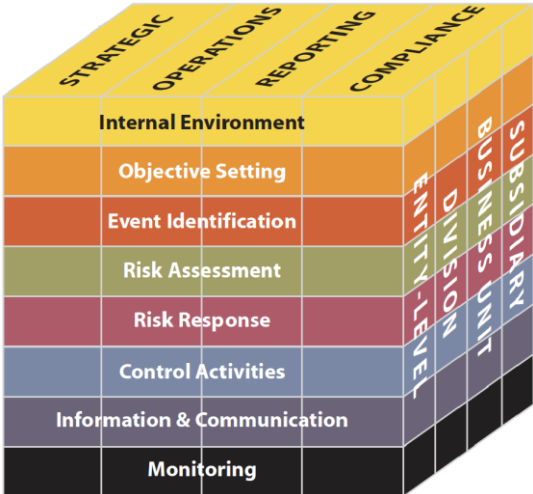 STRATEGIC
OPERATIONS
REPORTING
COMPLIANCE
Internal Environment
Objective Setting
Event Identification
Risk Assessment
Risk Response
Control Activities
Information & Communication
Monitoring
ENTITY-LEVEL
DIVISION
BUSINESS UNIT
SUBSIDIARY